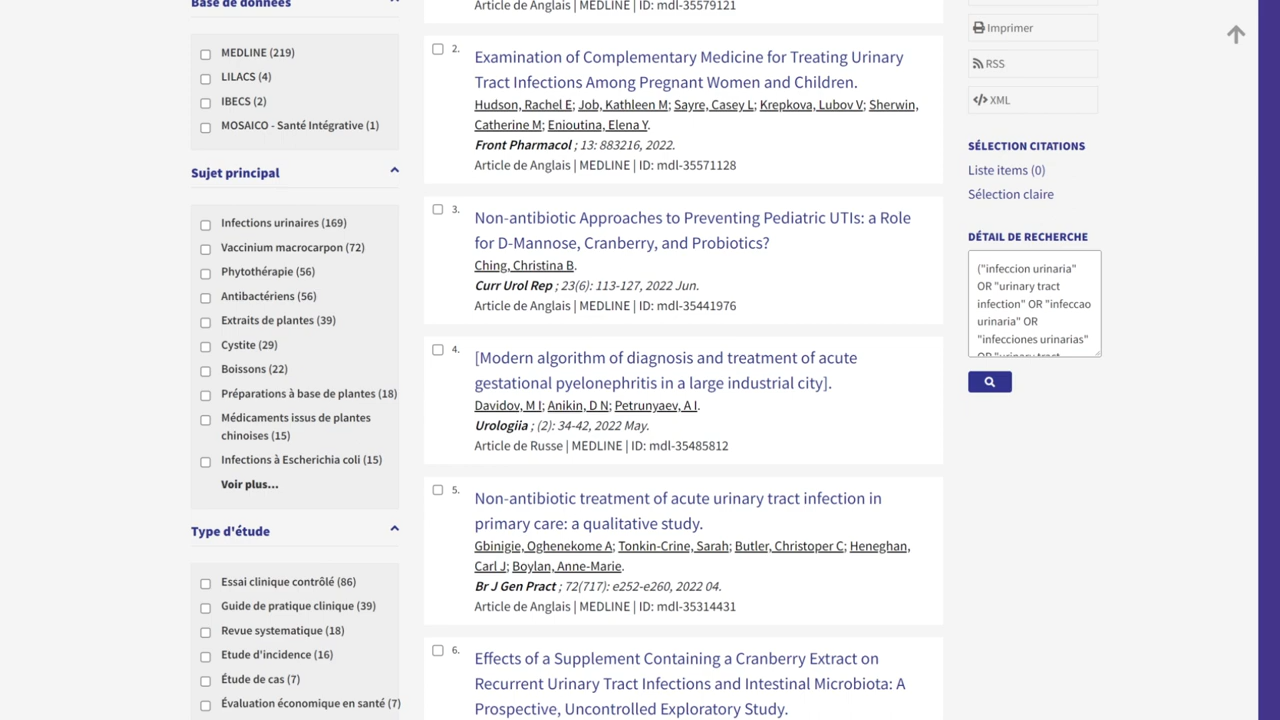 Base de données
MEDLINE (219)
LILACS (4)
IBECS (2)
MOSAICO - Santé Intégrative (1)
Sujet principal
Infections urinaires (169)
Vaccinium macrocarpon (72)
Phytothérapie (56)
Antibactériens (56)
Extraits de plantes (39)
Cystite (29)
Boissons (22)
Préparations à base de plantes (18)
Médicaments issus de plantes
chinoises (15)
Infections à Escherichia coli (15)
Voir plus...
Type d'étude
Essai clinique contrôlé (86)
Guide de pratique clinique (39)
Revue systematique (18)
Etude d'incidence (16)
Étude de cas (7)
Évaluation économique en santé (7)
Article de Anglais | MEDLINE | ID: mdl-35579121
2.
Examination of Complementary Medicine for Treating Urinary
Tract Infections Among Pregnant Women and Children.
Hudson, Rachel E; Job, Kathleen M; Sayre, Casey L; Krepkova, Lubov V; Sherwin,
Catherine M; Enioutina, Elena Y.
Front Pharmacol ; 13: 883216, 2022.
Article de Anglais | MEDLINE | ID: mdl-35571128
3.
Non-antibiotic Approaches to Preventing Pediatric UTIs: a Role
for D-Mannose, Cranberry, and Probiotics?
Ching, Christina B.
Curr Urol Rep ; 23(6): 113-127, 2022 Jun.
Article de Anglais | MEDLINE | ID: mdl-35441976
4.
[Modern algorithm of diagnosis and treatment of acute
gestational pyelonephritis in a large industrial city].
Davidov, M I; Anikin, D N; Petrunyaev, A I.
Urologiia ; (2): 34-42, 2022 May.
Article de Russe | MEDLINE | ID: mdl-35485812
5.
Non-antibiotic treatment of acute urinary tract infection in
primary care: a qualitative study.
Gbinigie, Oghenekome A; Tonkin-Crine, Sarah; Butler, Christoper C; Heneghan,
Carl J; Boylan, Anne-Marie.
Br J Gen Pract ; 72(717): e252-e260, 2022 04.
Article de Anglais | MEDLINE | ID: mdl-35314431
6.
Effects of a Supplement Containing a Cranberry Extract on
Recurrent Urinary Tract Infections and Intestinal Microbiota: A
Prospective, Uncontrolled Exploratory Study.
Imprimer
RSS
XML
SÉLECTION CITATIONS
Liste items (0)
Sélection claire
DÉTAIL DE RECHERCHE
("infeccion urinaria"
OR "urinary tract
infection" OR "infeccao
urinaria" OR
"infecciones urinarias"
OR "urinary tract